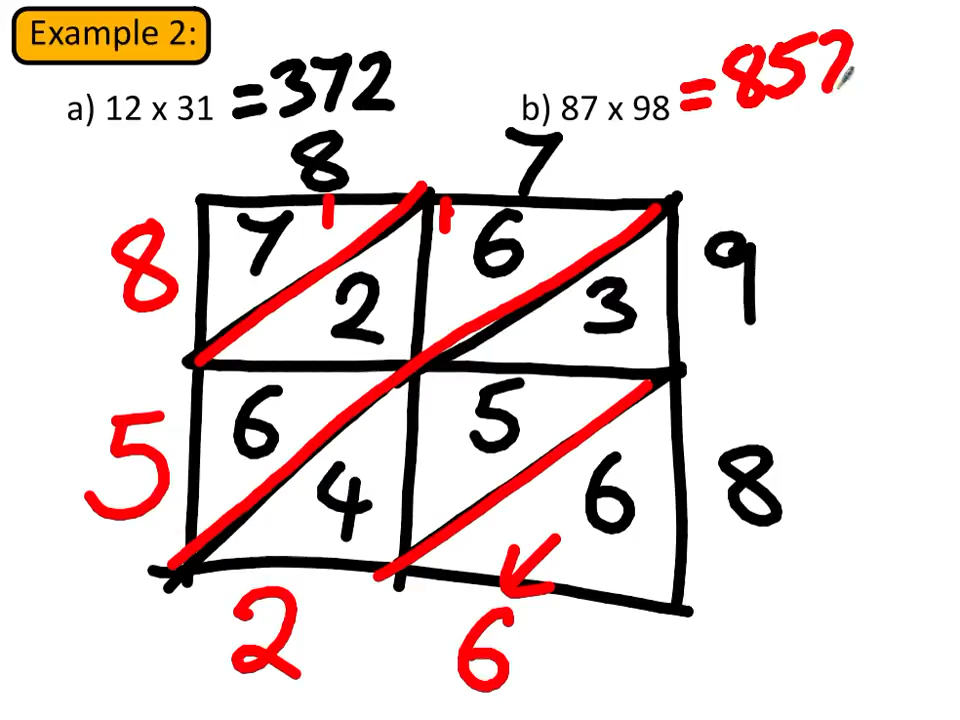 Example 2:
a) 12 x 31 = 372
b) 87 x 98 = 852
8 7
8 7 2 1 1 6 3 9
5 6 4 5 6 8
2 6